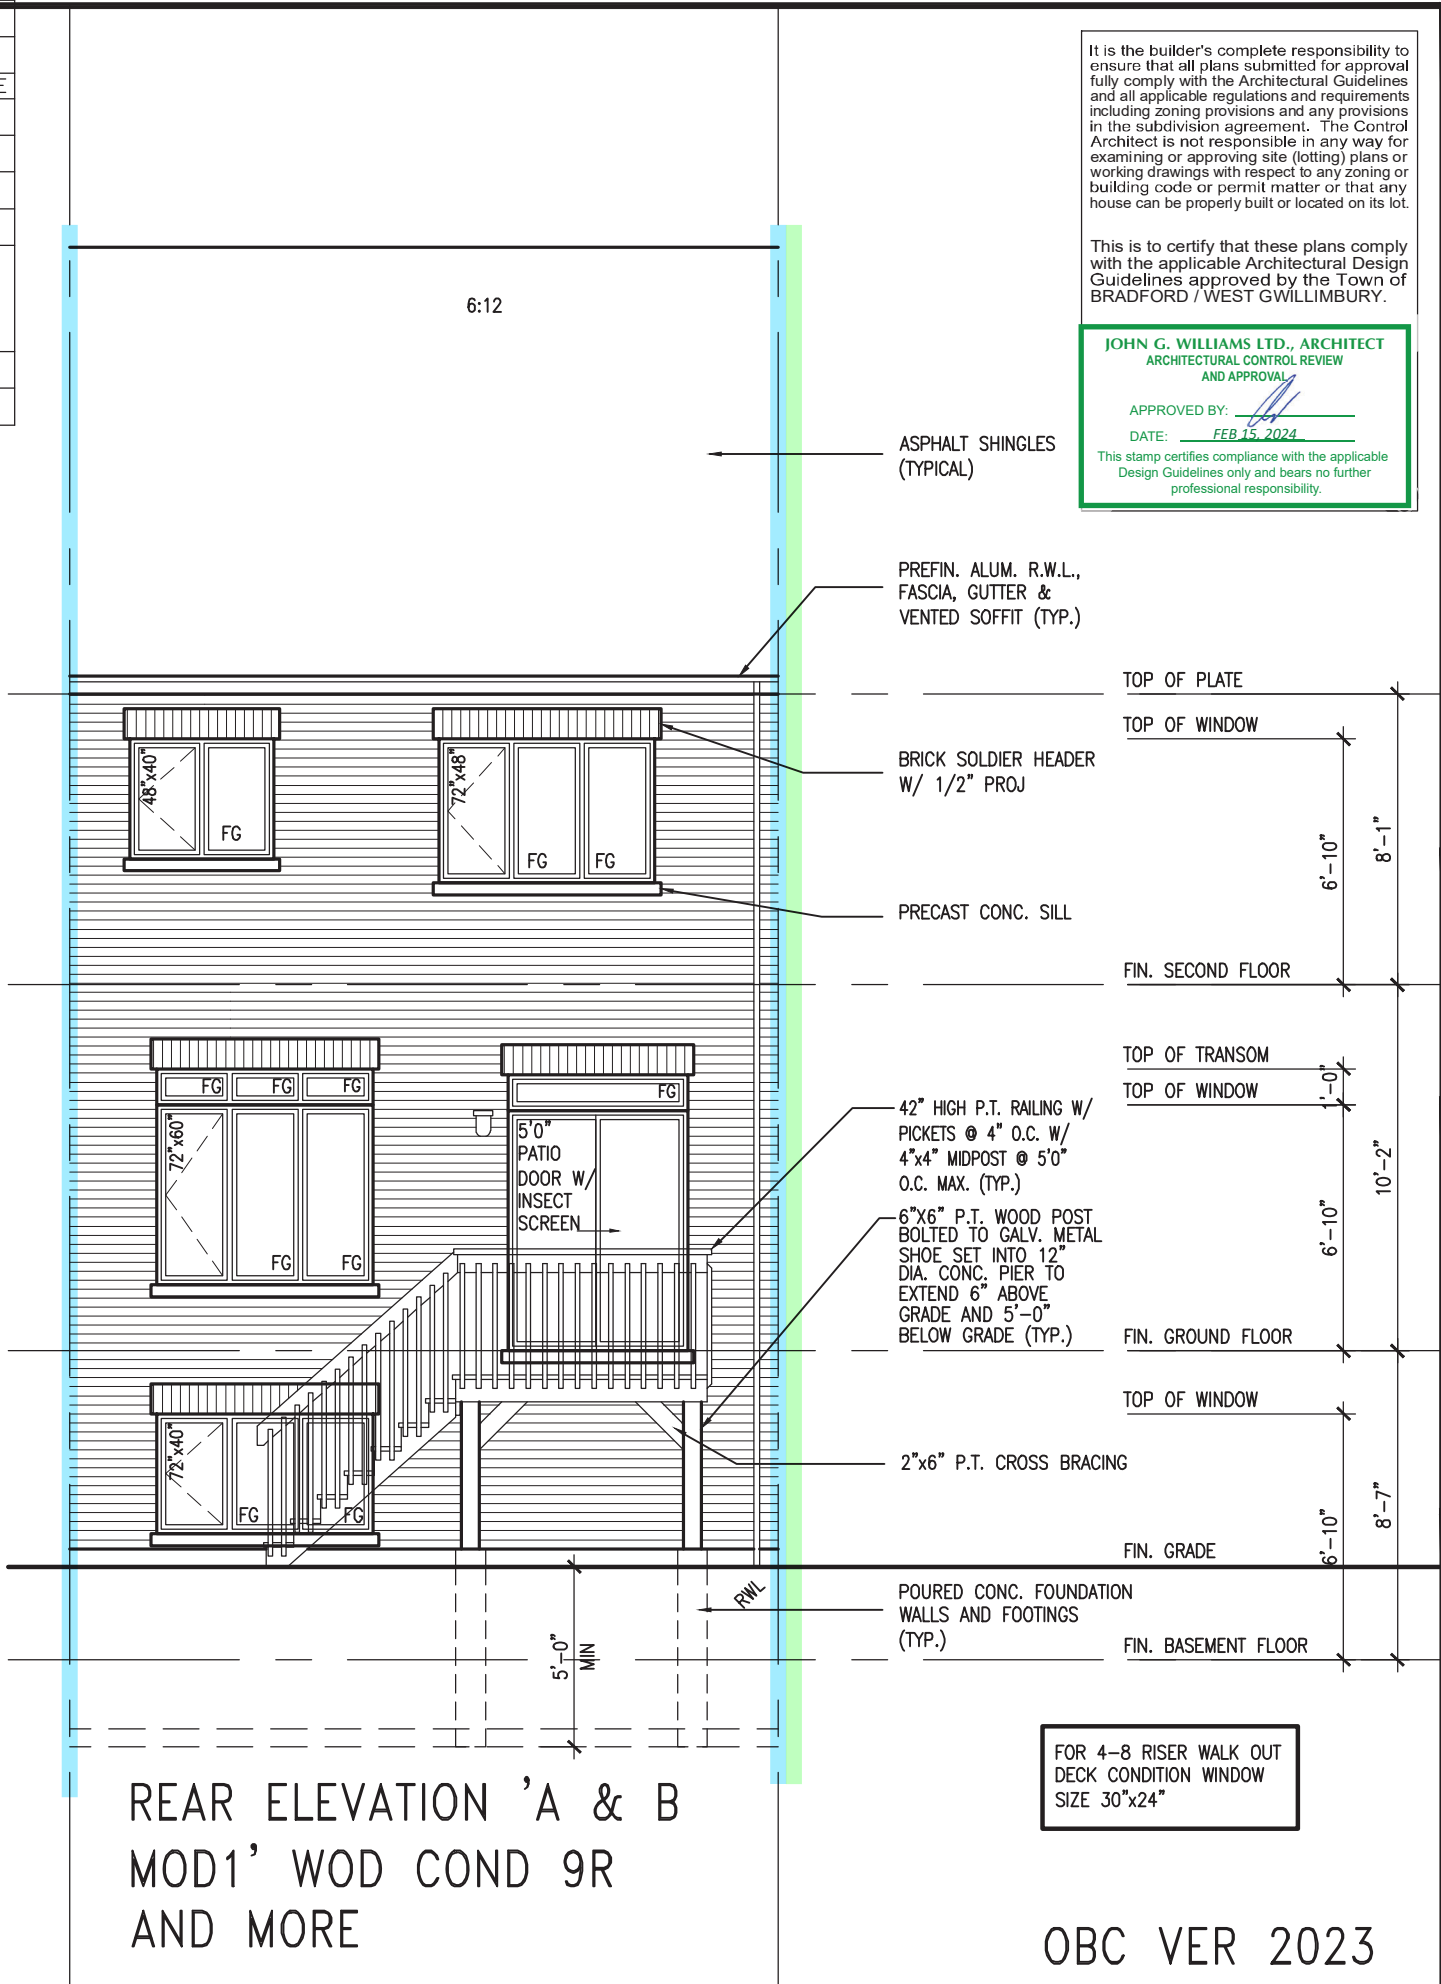 E
It is the builder's complete responsibility to
ensure that all plans submitted for approval
fully comply with the Architectural Guidelines
and all applicable regulations and requirements
including zoning provisions and any provisions
in the subdivision agreement. The Control
Architect is not responsible in any way for
examining or approving site (lotting) plans or
working drawings with respect to any zoning or
building code or permit matter or that any
house can be properly built or located on its lot.
This is to certify that these plans comply
with the applicable Architectural Design
Guidelines approved by the Town of
BRADFORD / WEST GWILLIMBURY.
JOHN G. WILLIAMS LTD., ARCHITECT
ARCHITECTURAL CONTROL REVIEW
AND APPROVAL
APPROVED BY:
DATE: FEB 15, 2024
This stamp certifies compliance with the applicable
Design Guidelines only and bears no further
professional responsibility.
6:12
ASPHALT SHINGLES
(TYPICAL)
PREFIN. ALUM. R.W.L.,
FASCIA, GUTTER &
VENTED SOFFIT (TYP.)
TOP OF PLATE
TOP OF WINDOW
BRICK SOLDIER HEADER
W/ 1/2" PROJ
48"x40"
FG
72"x48"
FG FG
6'-10"
8'-1"
PRECAST CONC. SILL
FIN. SECOND FLOOR
TOP OF TRANSOM
TOP OF WINDOW
1'-0"
FG FG FG
72"x60"
FG FG
FG
5'0"
PATIO
DOOR W/
INSECT
SCREEN
42" HIGH P.T. RAILING W/
PICKETS @ 4" O.C. W/
4"x4" MIDPOST @ 5'0"
O.C. MAX. (TYP.)
6"X6" P.T. WOOD POST
BOLTED TO GALV. METAL
SHOE SET INTO 12"
DIA. CONC. PIER TO
EXTEND 6" ABOVE
GRADE AND 5'-0"
BELOW GRADE (TYP.)
6'-10"
10'-2"
FIN. GROUND FLOOR
TOP OF WINDOW
72"x40"
FG FG
2"x6" P.T. CROSS BRACING
6'-10"
8'-7"
FIN. GRADE
RWL
POURED CONC. FOUNDATION
WALLS AND FOOTINGS
(TYP.)
5'-0"
MIN
FIN. BASEMENT FLOOR
FOR 4-8 RISER WALK OUT
DECK CONDITION WINDOW
SIZE 30"x24"
REAR ELEVATION 'A & B
MOD1' WOD COND 9R
AND MORE
OBC VER 2023